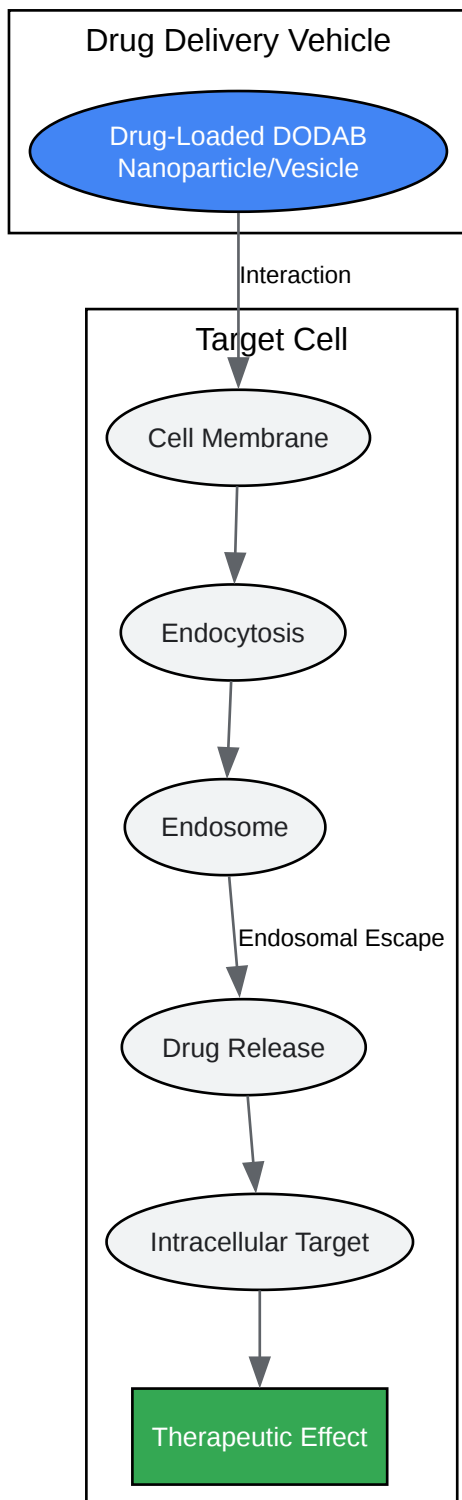 Drug Delivery Vehicle
Drug-Loaded DODAB
Nanoparticle/Vesicle
Interaction
Target Cell
Cell Membrane
Endocytosis
Endosome
Endosomal Escape
Drug Release
Intracellular Target
Therapeutic Effect